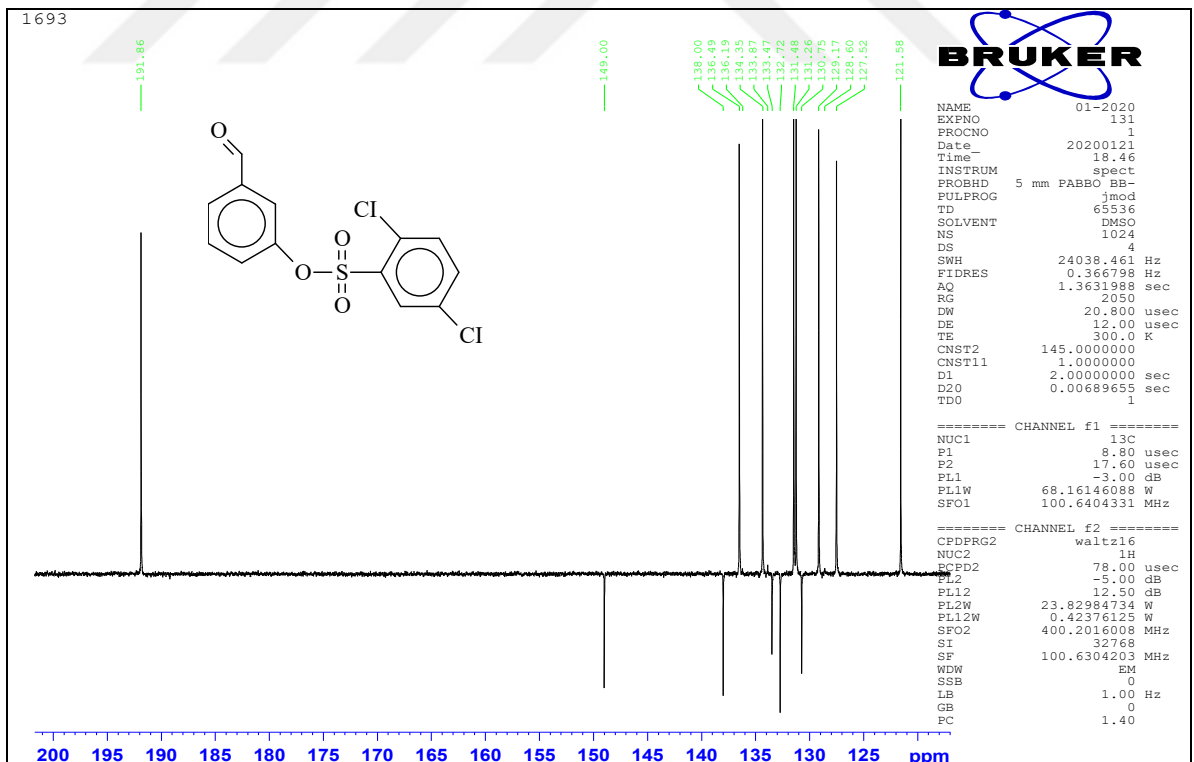 1693
191.86
149.00
138.00
136.49
136.19
134.35
133.87
133.47
132.72
131.48
131.26
130.75
129.17
128.60
127.52
121.58
BRUKER
NAME 01-2020
EXPNO 131
PROCNO 1
Date_ 20200121
Time 18.46
INSTRUM spect
PROBHD 5 mm PABBO BB-
PULPROG jmod
TD 65536
SOLVENT DMSO
NS 1024
DS 4
SWH 24038.461 Hz
FIDRES 0.366798 Hz
AQ 1.3631988 sec
RG 2050
DW 20.800 usec
DE 12.00 usec
TE 300.0 K
CNST2 145.0000000
CNST11 1.0000000
D1 2.00000000 sec
D20 0.00689655 sec
TD0 1
======== CHANNEL f1 ========
NUC1 13C
P1 8.80 usec
P2 17.60 usec
PL1 -3.00 dB
PL1W 68.16146088 W
SFO1 100.6404331 MHz
======== CHANNEL f2 ========
CPDPRG2 waltz16
NUC2 1H
PCPD2 78.00 usec
PL2 -5.00 dB
PL12 12.50 dB
PL2W 23.82984734 W
PL12W 0.42376125 W
SFO2 400.2016008 MHz
SI 32768
SF 100.6304203 MHz
WDW EM
SSB 0
LB 1.00 Hz
GB 0
PC 1.40
O
Cl
O
O
S
O
Cl
200 195 190 185 180 175 170 165 160 155 150 145 140 135 130 125 ppm